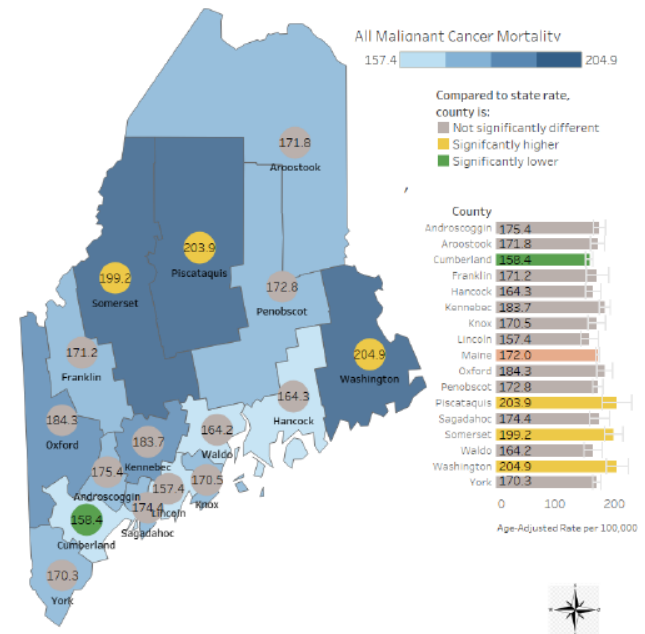 All Malignant Cancer Mortality
157.4 204.9
Compared to state rate,
county is:
Not significantly different
Signifcantly higher
Significantly lower
171.8
Aroostook
203.9
Piscataquis
199.2
Somerset
172.8
Penobscot
204.9
Washington
171.2
Franklin
164.3
Hancock
184.3
Oxford
183.7
Kennebec
164.2
Waldo
175.4
Androscoggin
157.4
Lincoln
170.5
Knox
174.4
Sagadahoc
158.4
Cumberland
170.3
York
County
Androscoggin 175.4
Aroostook 171.8
Cumberland 158.4
Franklin 171.2
Hancock 164.3
Kennebec 183.7
Knox 170.5
Lincoln 157.4
Maine 172.0
Oxford 184.3
Penobscot 172.8
Piscataquis 203.9
Sagadahoc 174.4
Somerset 199.2
Waldo 164.2
Washington 204.9
York 170.3
0 100 200
Age-Adjusted Rate per 100,000